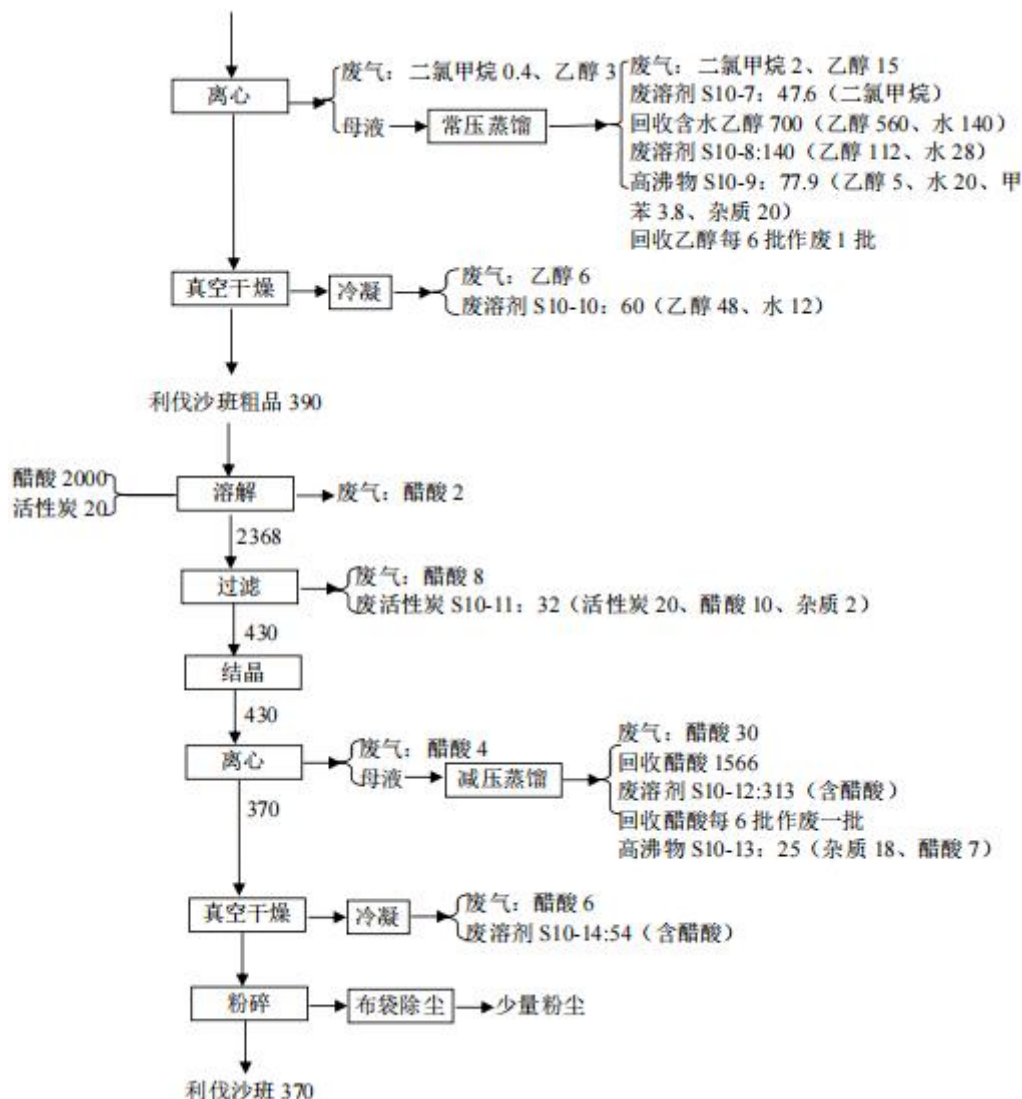 离心
废气：二氯甲烷 0.4、乙醇 3
母液
常压蒸馏
废气：二氯甲烷 2、乙醇 15
废溶剂 S10-7：47.6（二氯甲烷）
回收含水乙醇 700（乙醇 560、水 140）
废溶剂 S10-8:140（乙醇 112、水 28）
高沸物 S10-9：77.9（乙醇 5、水 20、甲
苯 3.8、杂质 20）
回收乙醇每 6 批作废 1 批
真空干燥
冷凝
废气：乙醇 6
废溶剂 S10-10：60（乙醇 48、水 12）
利伐沙班粗品 390
醋酸 2000
活性炭 20
溶解
废气：醋酸 2
2368
过滤
废气：醋酸 8
废活性炭 S10-11：32（活性炭 20、醋酸 10、杂质 2）
430
结晶
430
离心
废气：醋酸 4
母液
减压蒸馏
废气：醋酸 30
回收醋酸 1566
废溶剂 S10-12:313（含醋酸）
回收醋酸每 6 批作废一批
高沸物 S10-13：25（杂质 18、醋酸 7）
370
真空干燥
冷凝
废气：醋酸 6
废溶剂 S10-14:54（含醋酸）
粉碎
布袋除尘
少量粉尘
利伐沙班 370